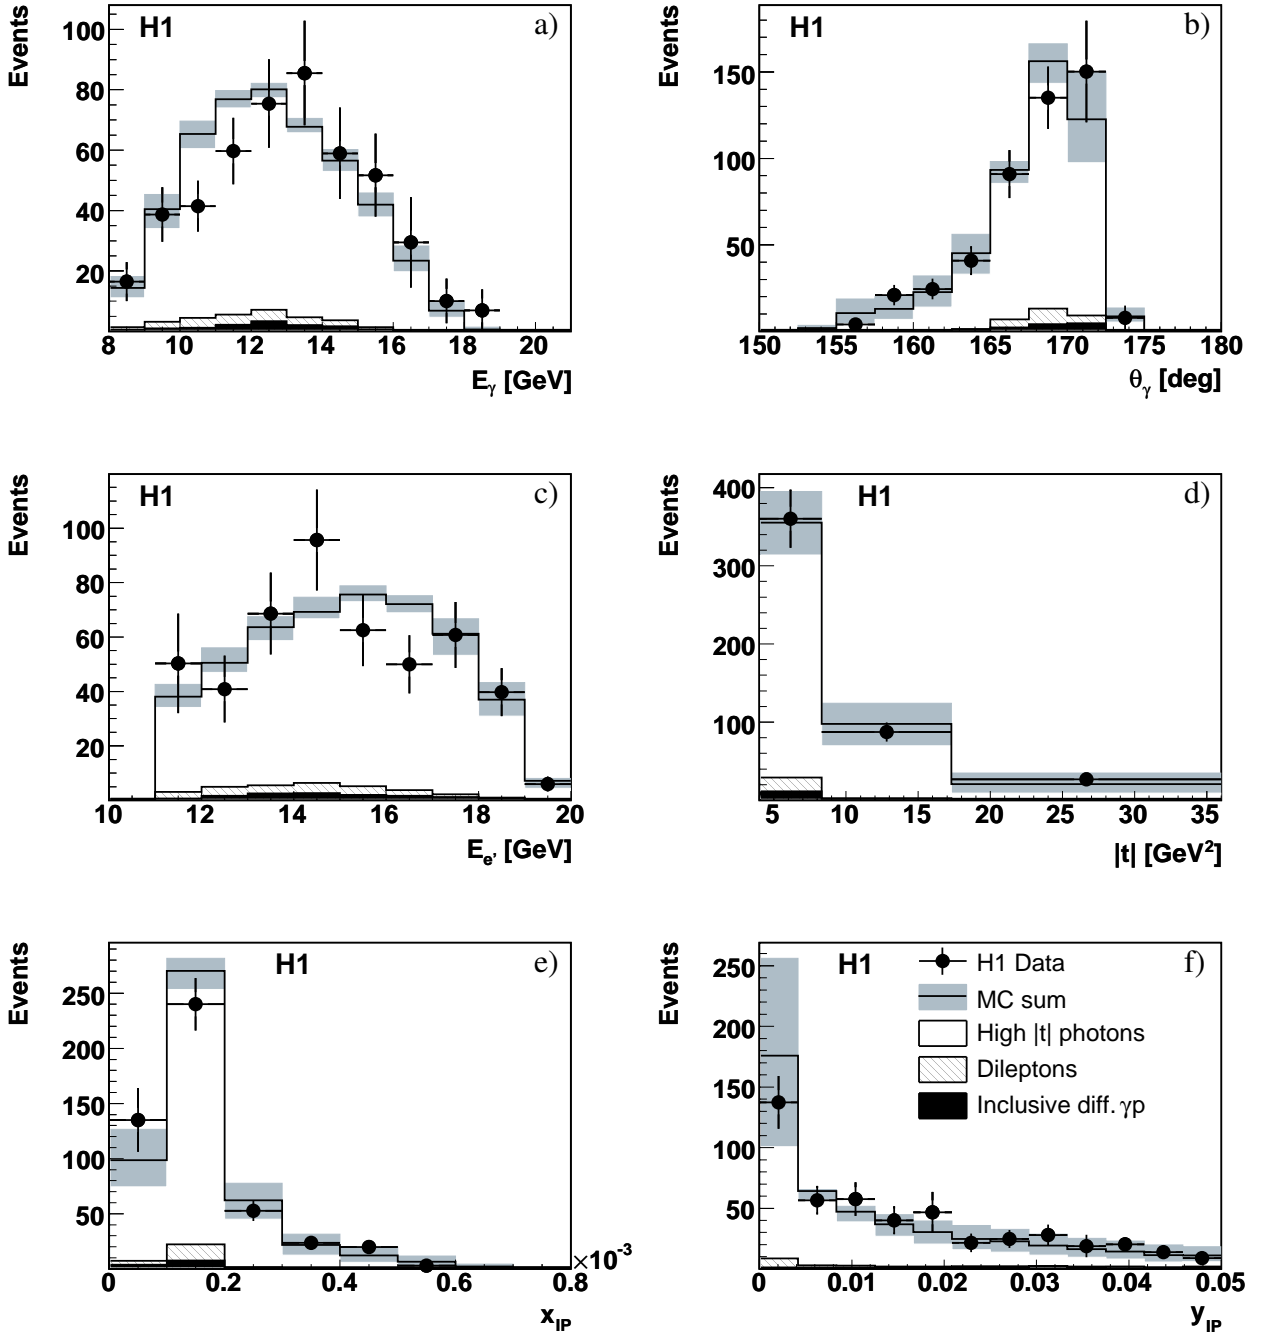 Events
H1
a)
100
80
60
40
20
8 10 12 14 16 18 20
E_γ [GeV]
Events
H1
b)
150
100
50
150 155 160 165 170 175 180
θ_γ [deg]
Events
H1
c)
100
80
60
40
20
10 12 14 16 18 20
E_e' [GeV]
Events
H1
d)
400
300
200
100
5 10 15 20 25 30 35
|t| [GeV²]
Events
H1
e)
250
200
150
100
50
0 0.2 0.4 0.6 0.8
×10⁻³
x_IP
Events
H1
f)
H1 Data
MC sum
High |t| photons
Dileptons
Inclusive diff. γp
250
200
150
100
50
0 0.01 0.02 0.03 0.04 0.05
y_IP